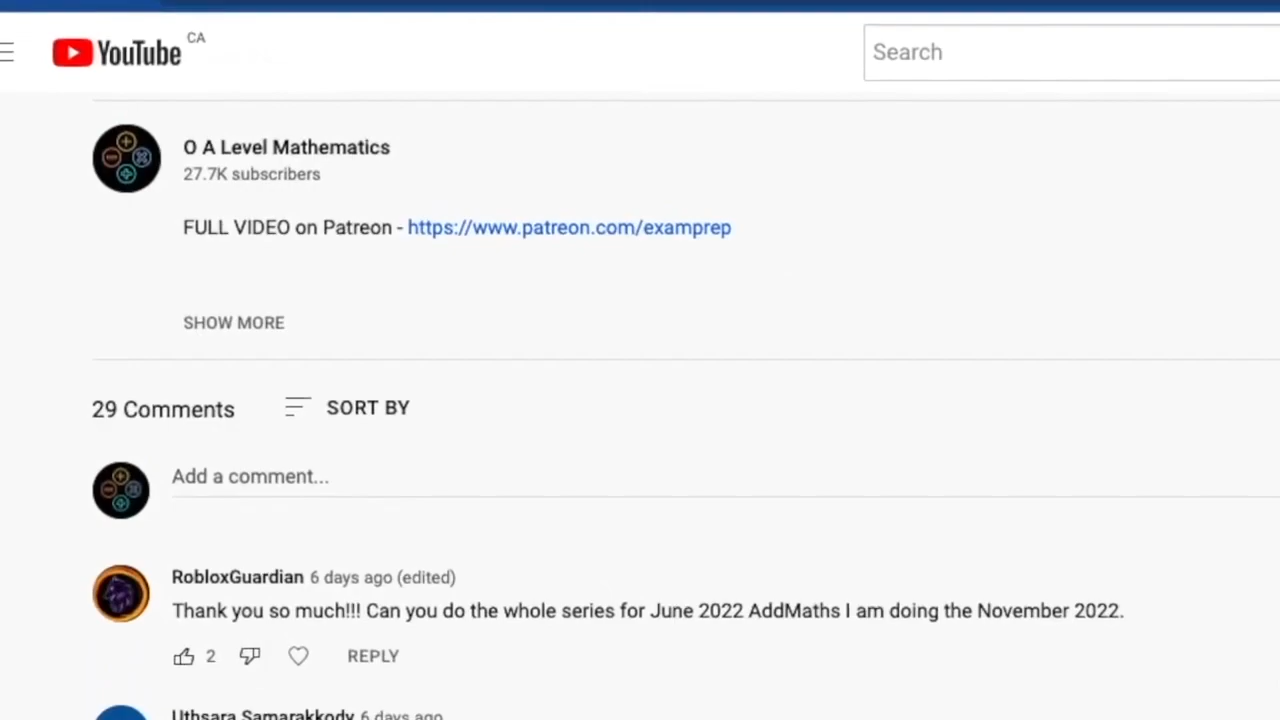 YouTube CA
Search
O A Level Mathematics
27.7K subscribers
FULL VIDEO on Patreon - https://www.patreon.com/examprep
SHOW MORE
29 Comments
SORT BY
Add a comment...
RobloxGuardian 6 days ago (edited)
Thank you so much!!! Can you do the whole series for June 2022 AddMaths I am doing the November 2022.
2
REPLY
Uthsara Samarakkody 6 days ago